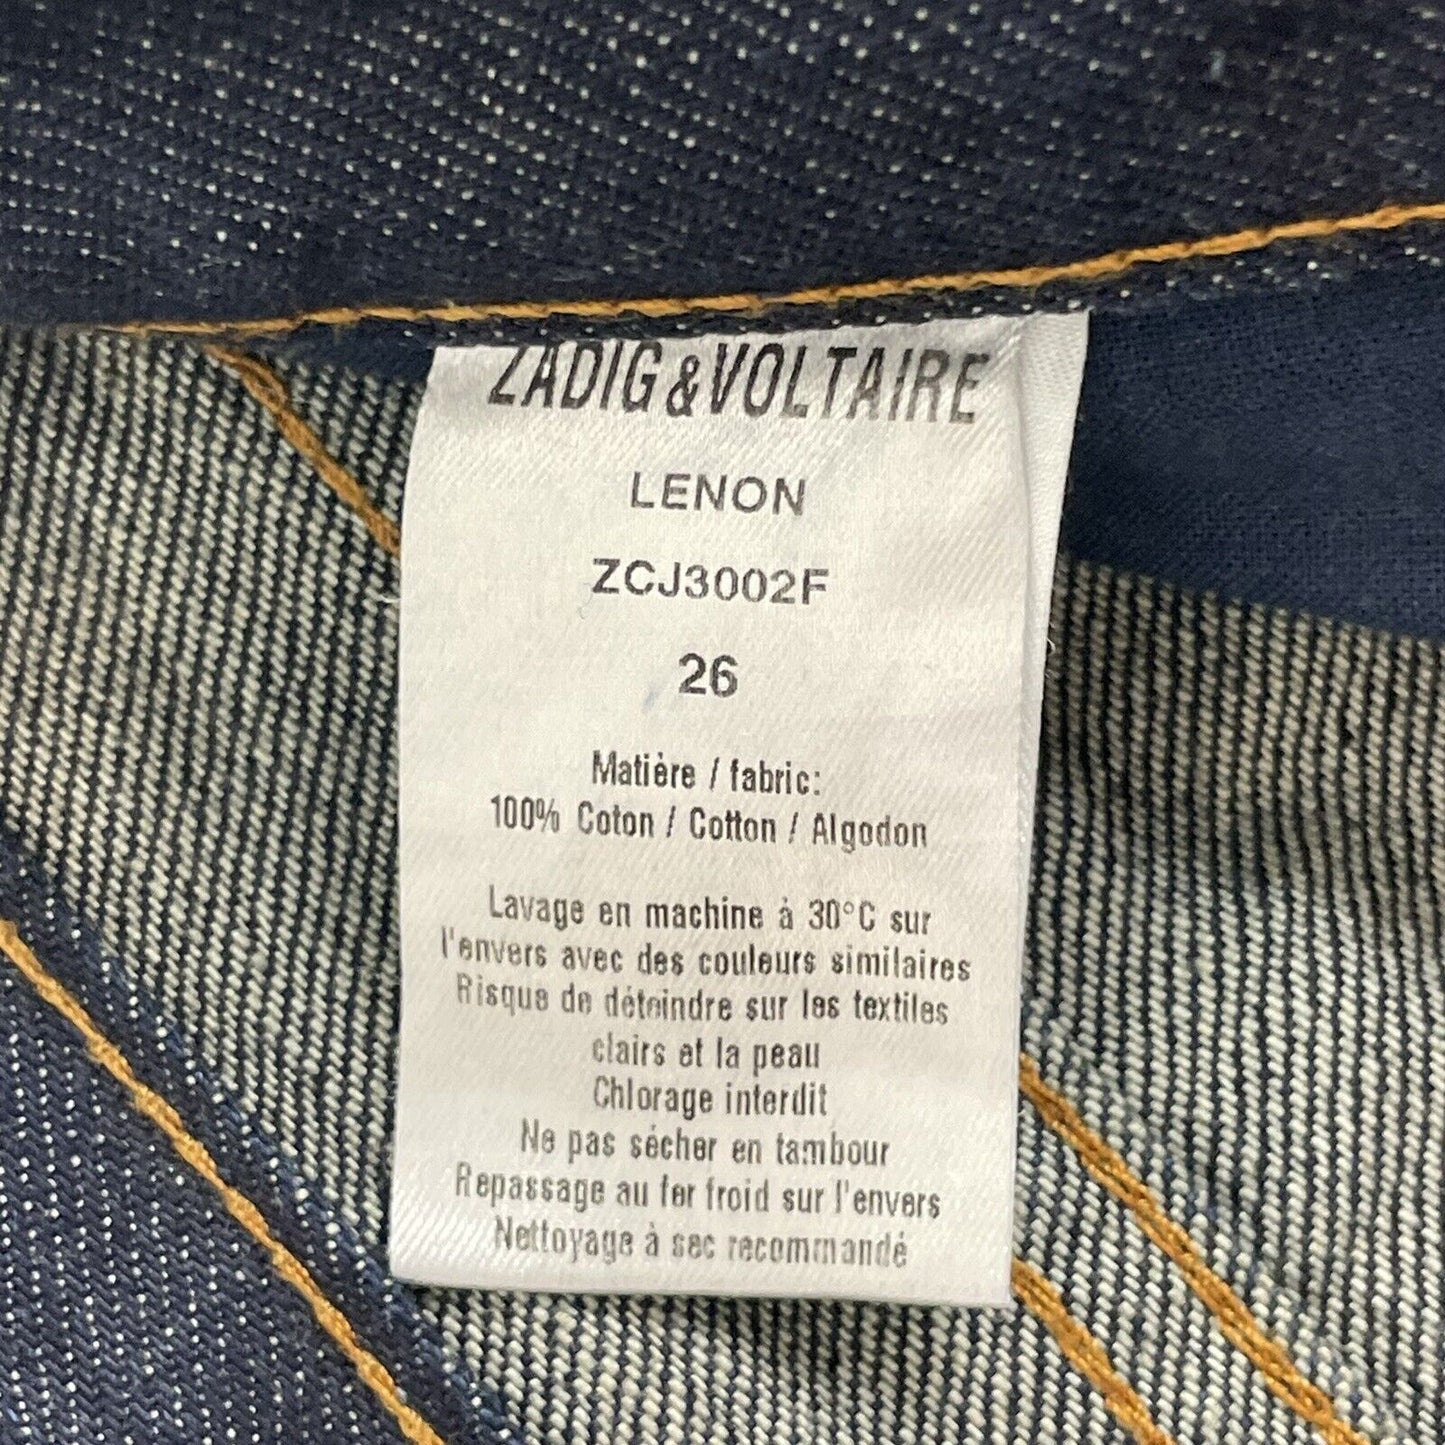 ZADIG&VOLTAIRE
LENON
ZCJ3002F
26
Matière / fabric:
100% Coton / Cotton / Algodon
Lavage en machine à 30°C sur
l'envers avec des couleurs similaires
Risque de déteindre sur les textiles
clairs et la peau
Chlorage interdit
Ne pas sécher en tambour
Repassage au fer froid sur l'envers
Nettoyage à sec recommandé